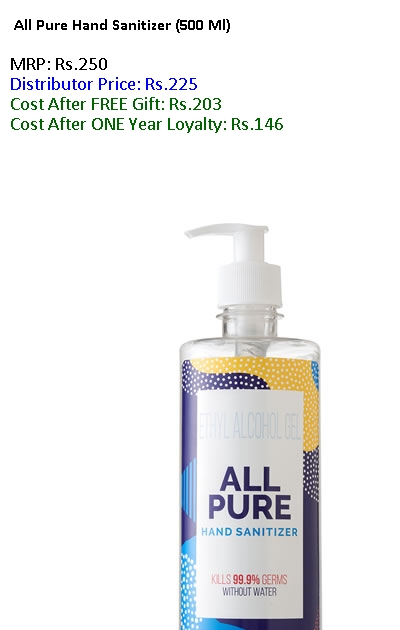 All Pure Hand Sanitizer (500 Ml)
MRP: Rs.250
Distributor Price: Rs.225
Cost After FREE Gift: Rs.203
Cost After ONE Year Loyalty: Rs.146
ETHYL ALCOHOL GEL
ALL
PURE
HAND SANITIZER
KILLS 99.9% GERMS
WITHOUT WATER